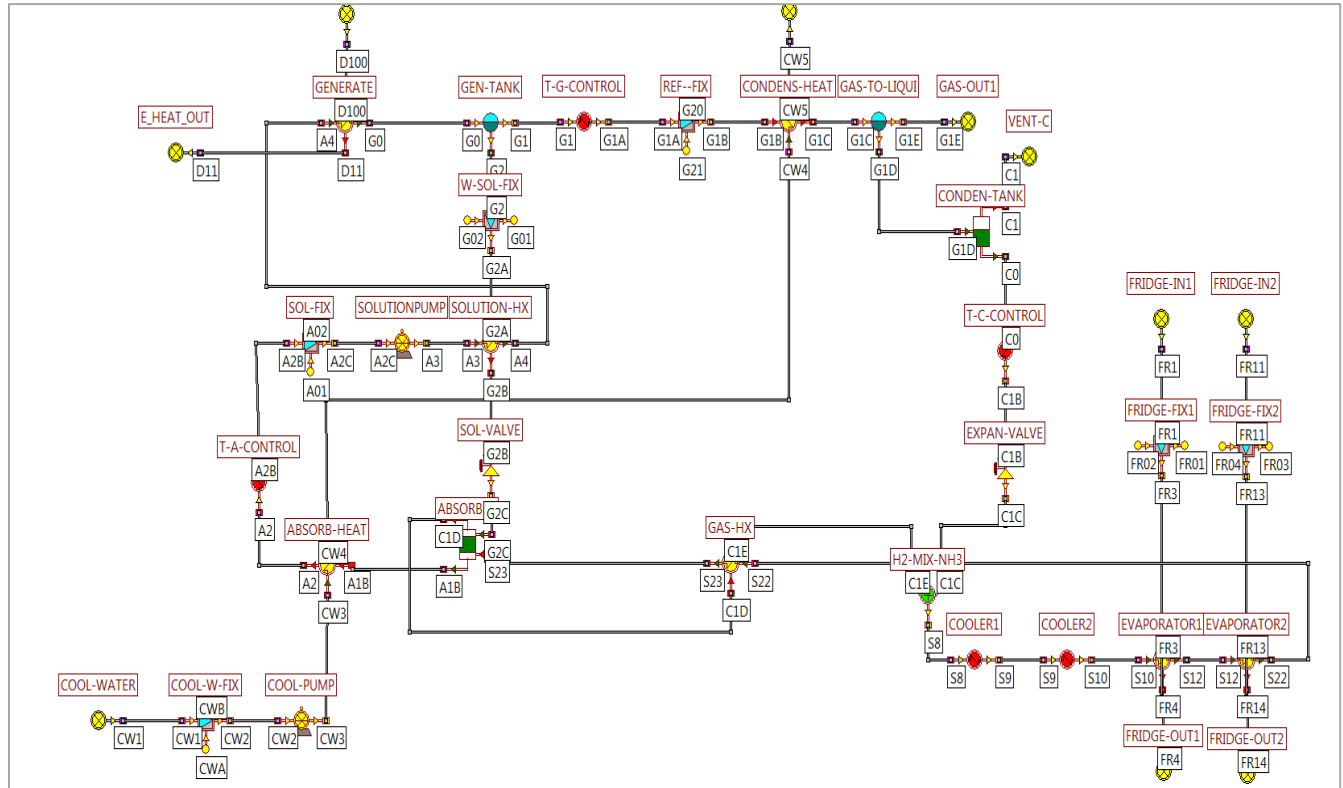 D100
CW5
GENERATE
GEN-TANK
T-G-CONTROL
REF--FIX
CONDENS-HEAT
GAS-TO-LIQUI
GAS-OUT1
E_HEAT_OUT
D100
G20
CW5
VENT-C
A4
G0
G0
G1
G1
G1A
G1A
G1B
G1B
G1C
G1C
G1E
G1E
D11
D11
G2
G21
CW4
G1D
C1
W-SOL-FIX
G2
CONDEN-TANK
C1
G02
G01
G1D
G2A
C0
FRIDGE-IN1
FRIDGE-IN2
SOL-FIX
SOLUTIONPUMP
SOLUTION-HX
T-C-CONTROL
A02
G2A
C0
A2B
A2C
A2C
A3
A3
A4
FR1
FR11
A01
G2B
C1B
FRIDGE-FIX1
FRIDGE-FIX2
SOL-VALVE
EXPAN-VALVE
FR1
FR11
T-A-CONTROL
G2B
C1B
FR02
FR01
FR04
FR03
A2B
FR3
FR13
ABSORB
G2C
C1C
A2
ABSORB-HEAT
C1D
GAS-HX
CW4
G2C
C1E
H2-MIX-NH3
S23
A2
A1B
A1B
S23
S22
C1E
C1C
CW3
C1D
COOLER1
COOLER2
EVAPORATOR1
EVAPORATOR2
S8
FR3
FR13
S8
S9
S9
S10
S10
S12
S12
S22
COOL-WATER
COOL-W-FIX
COOL-PUMP
CWB
FR4
FR14
CW1
CW1
CW2
CW2
CW3
FRIDGE-OUT1
FRIDGE-OUT2
CWA
FR4
FR14